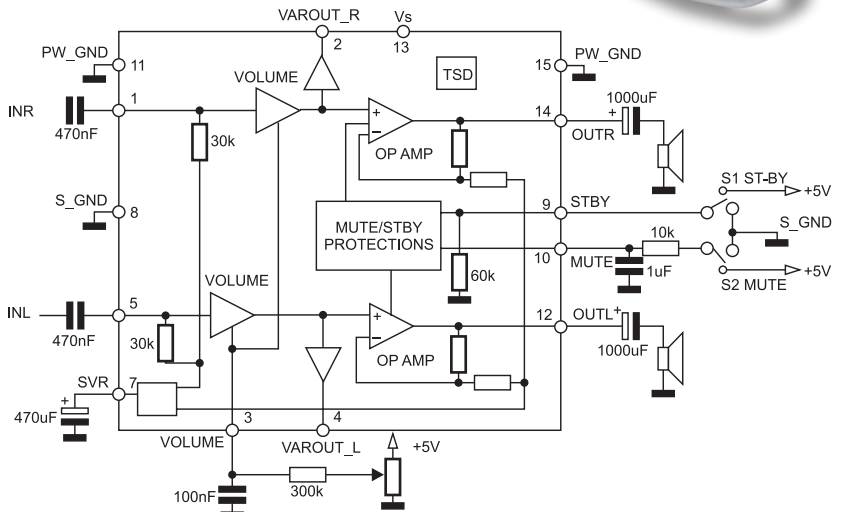 VAROUT_R
Vs
PW_GND
2
13
PW_GND
11
VOLUME
TSD
15
INR
1
14
1000uF
+
470nF
30k
+
−
OP AMP
OUTR
S_GND
8
9
STBY
S1 ST-BY
+5V
MUTE/STBY
PROTECTIONS
S_GND
10k
10
MUTE
1uF
60k
+5V
S2 MUTE
VOLUME
INL
5
12
OUTL
+
470nF
30k
+
−
OP AMP
1000uF
SVR
7
+
470uF
3
4
VOLUME
VAROUT_L
+5V
100nF
300k